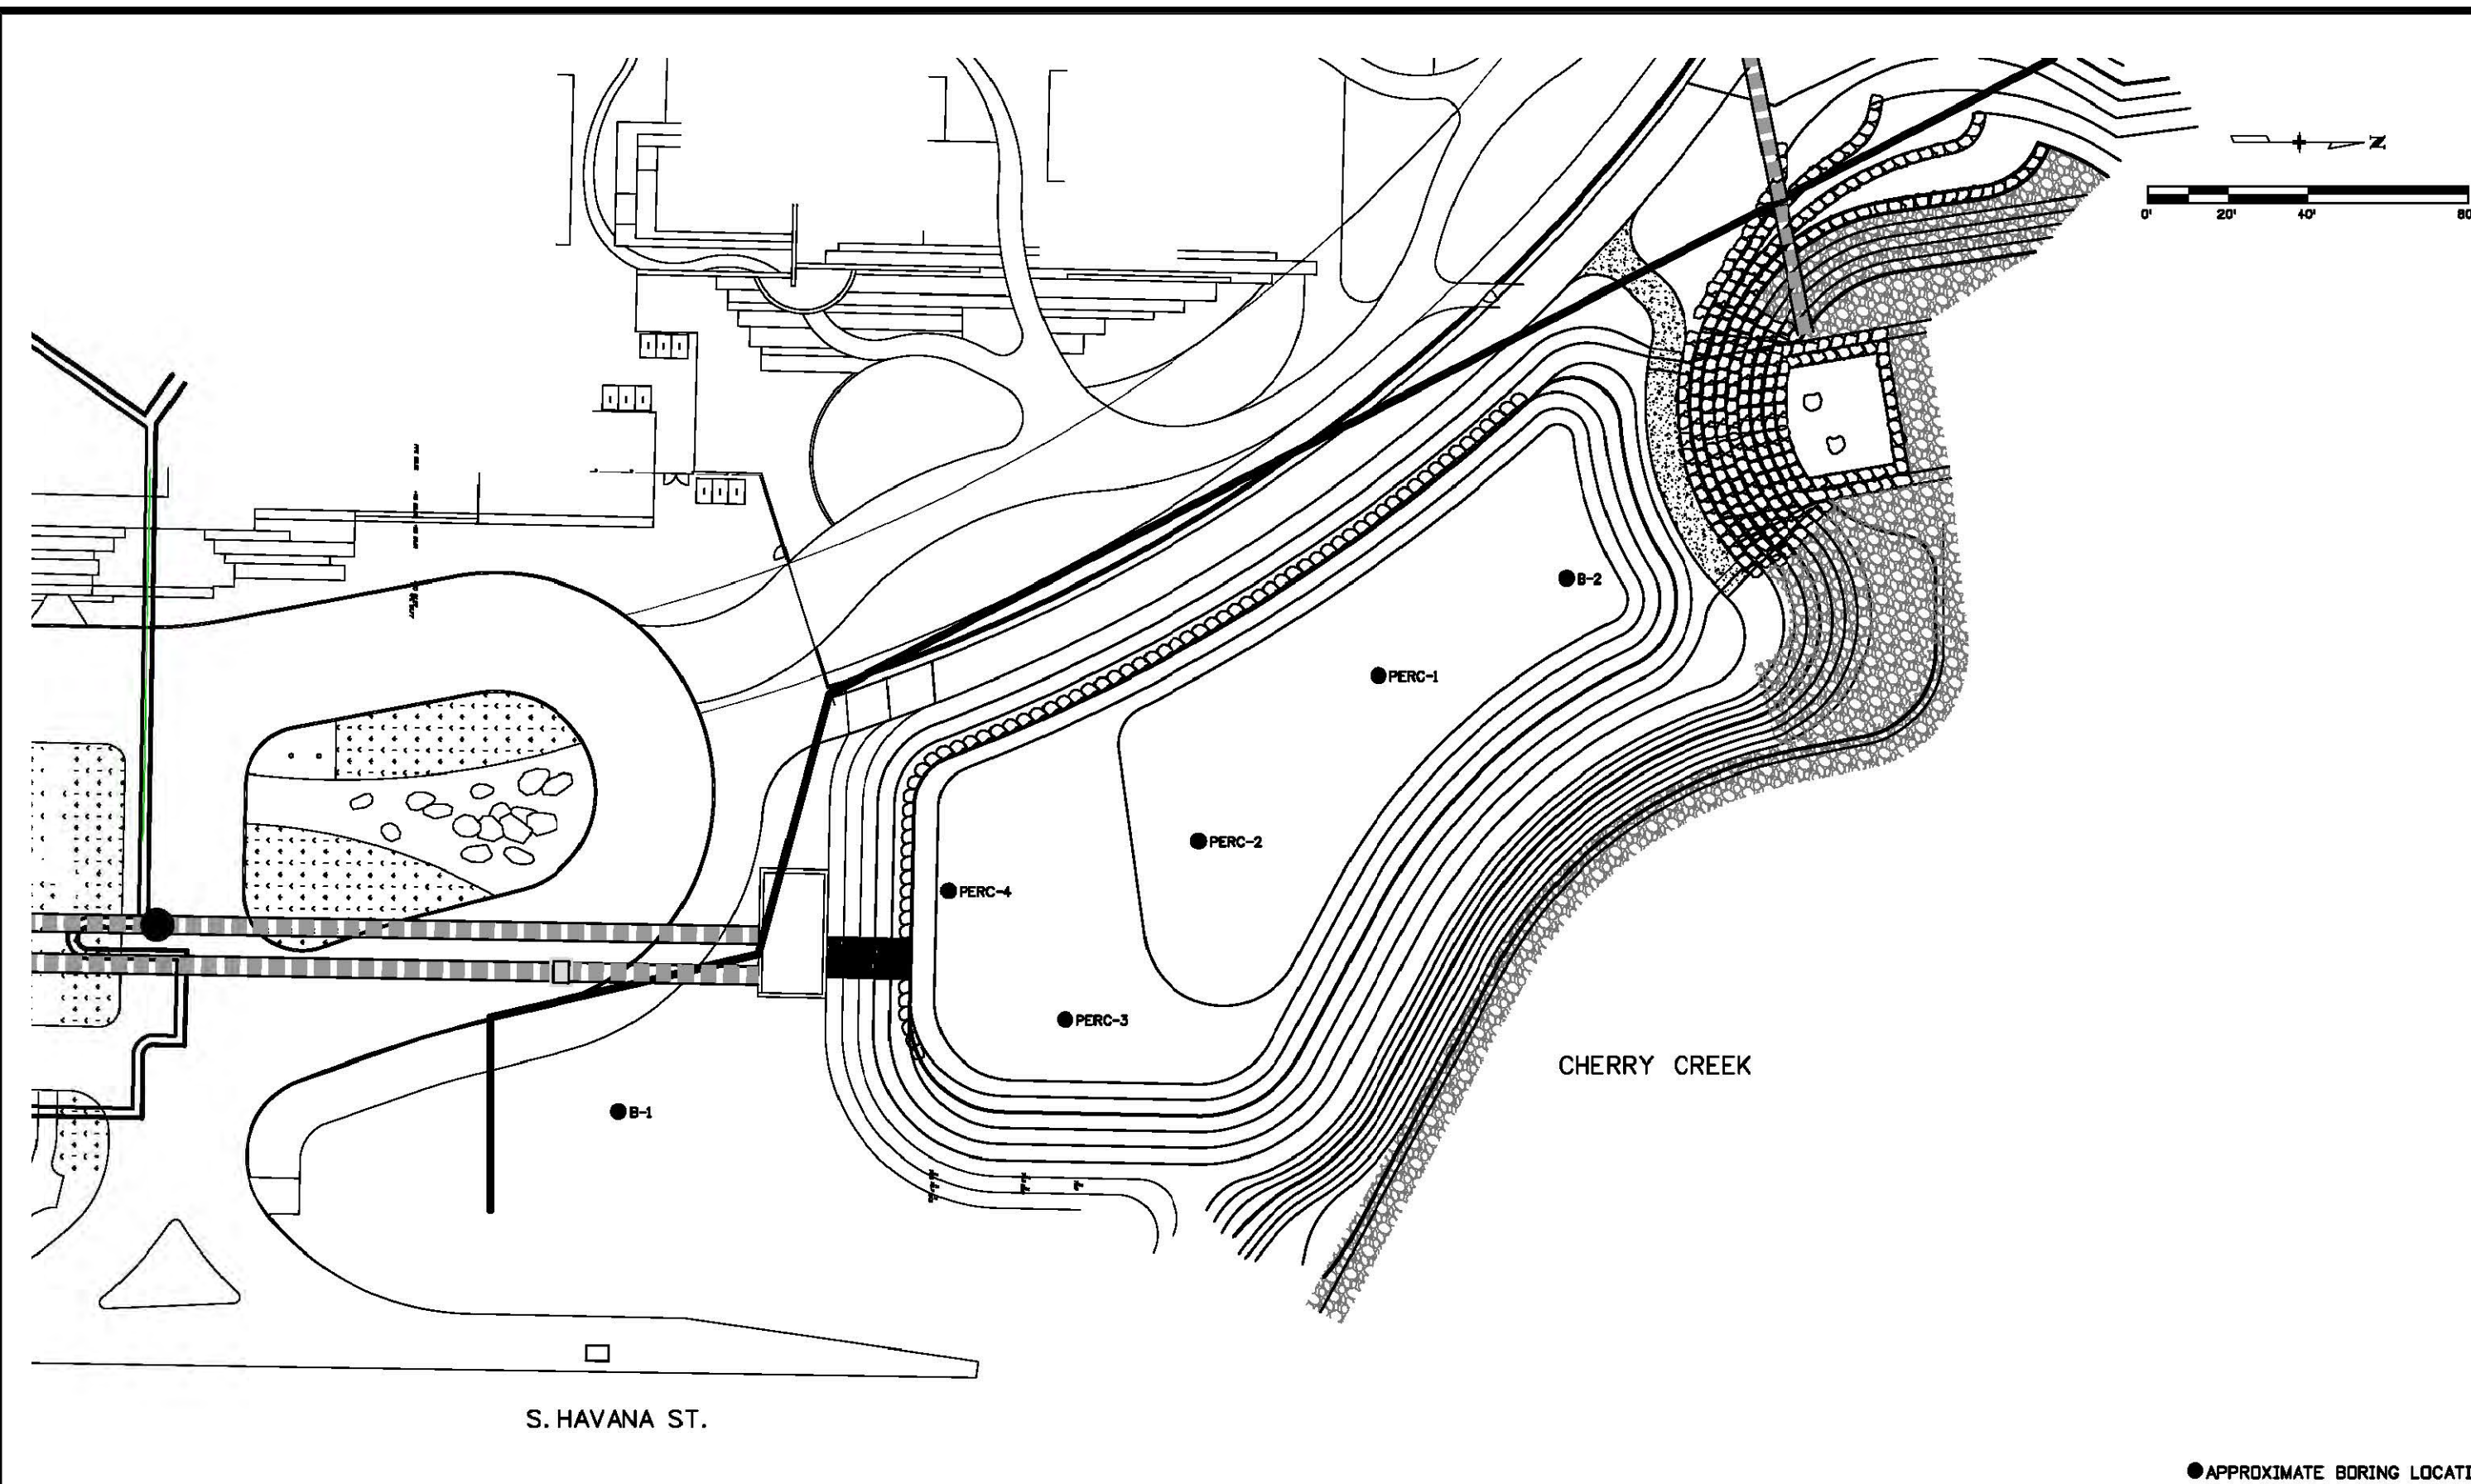 N
0' 20' 40' 80
B-2
PERC-1
PERC-2
PERC-4
PERC-3
CHERRY CREEK
B-1
S. HAVANA ST.
APPROXIMATE BORING LOCATI